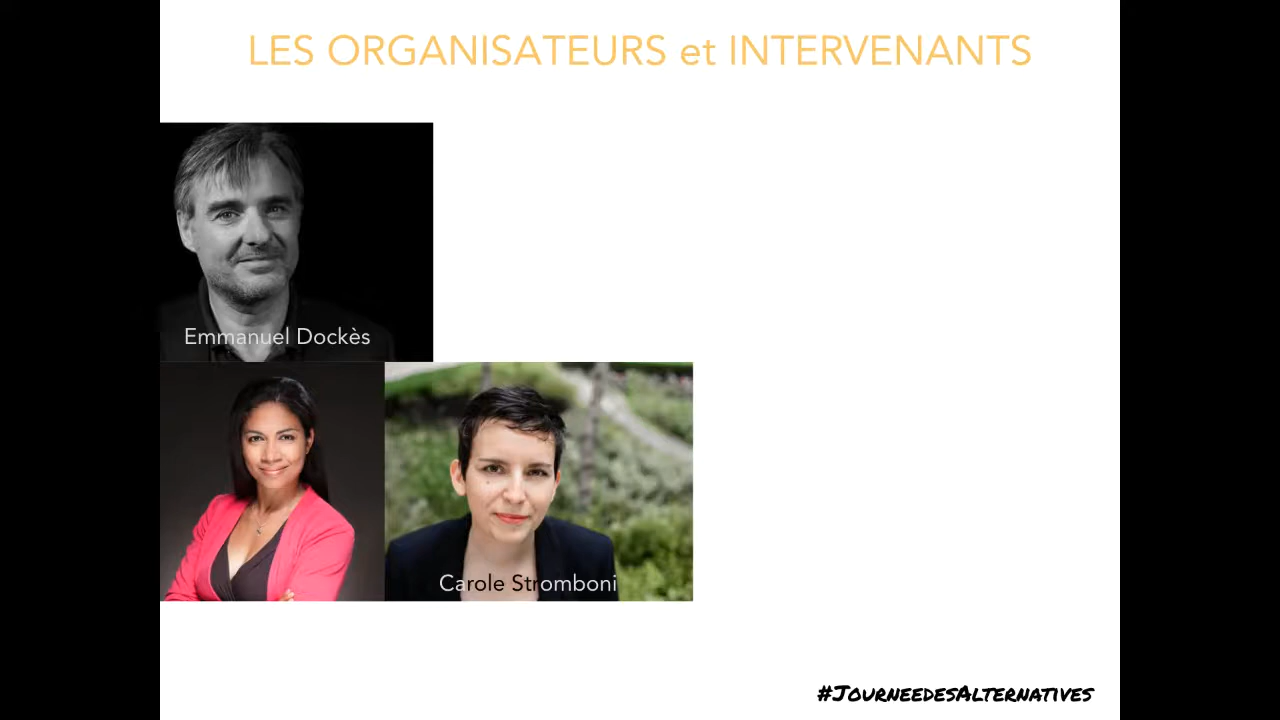 LES ORGANISATEURS et INTERVENANTS
Emmanuel Dockès
Carole Stromboni
#JourneedesAlternatives